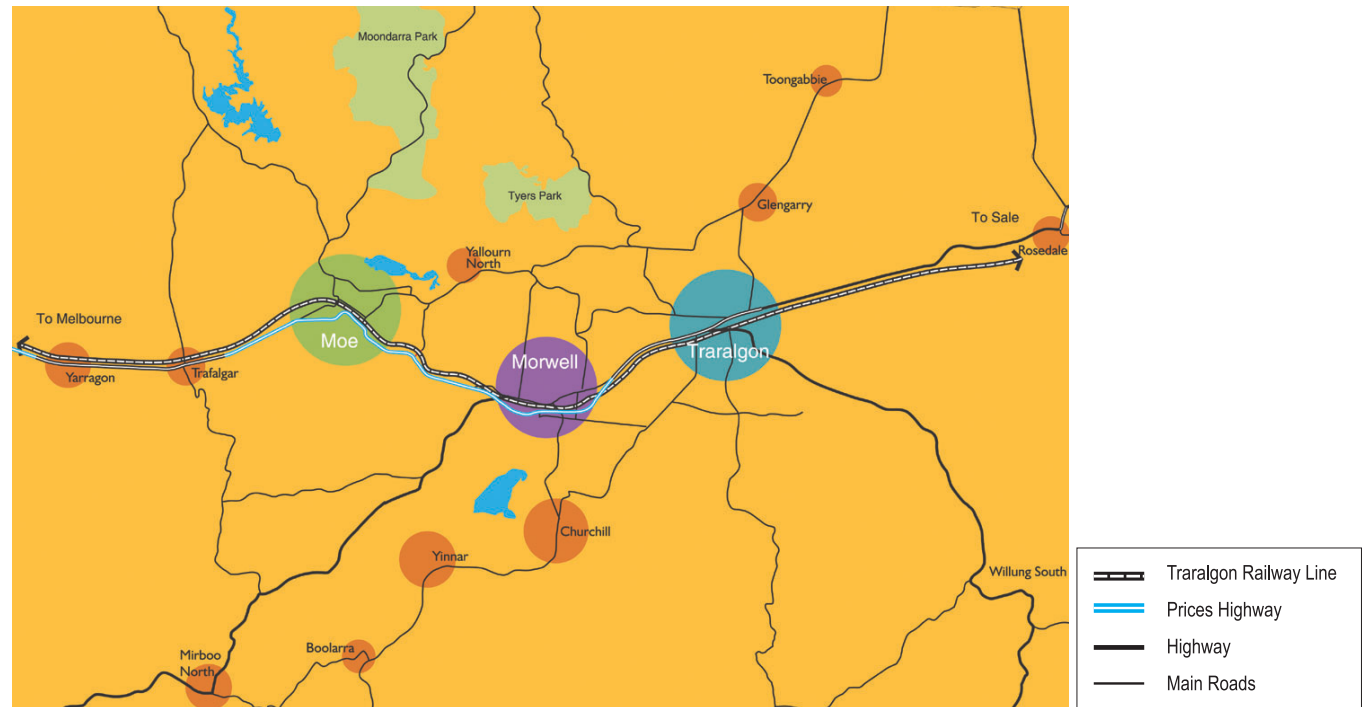 Moondarra Park
Toongabbie
Tyers Park
Glengarry
To Sale
Rosedale
Yallourn
North
To Melbourne
Moe
Morwell
Traralgon
Yarragon
Trafalgar
Churchill
Yinnar
Willung South
Boolarra
Mirboo
North
Traralgon Railway Line
Prices Highway
Highway
Main Roads